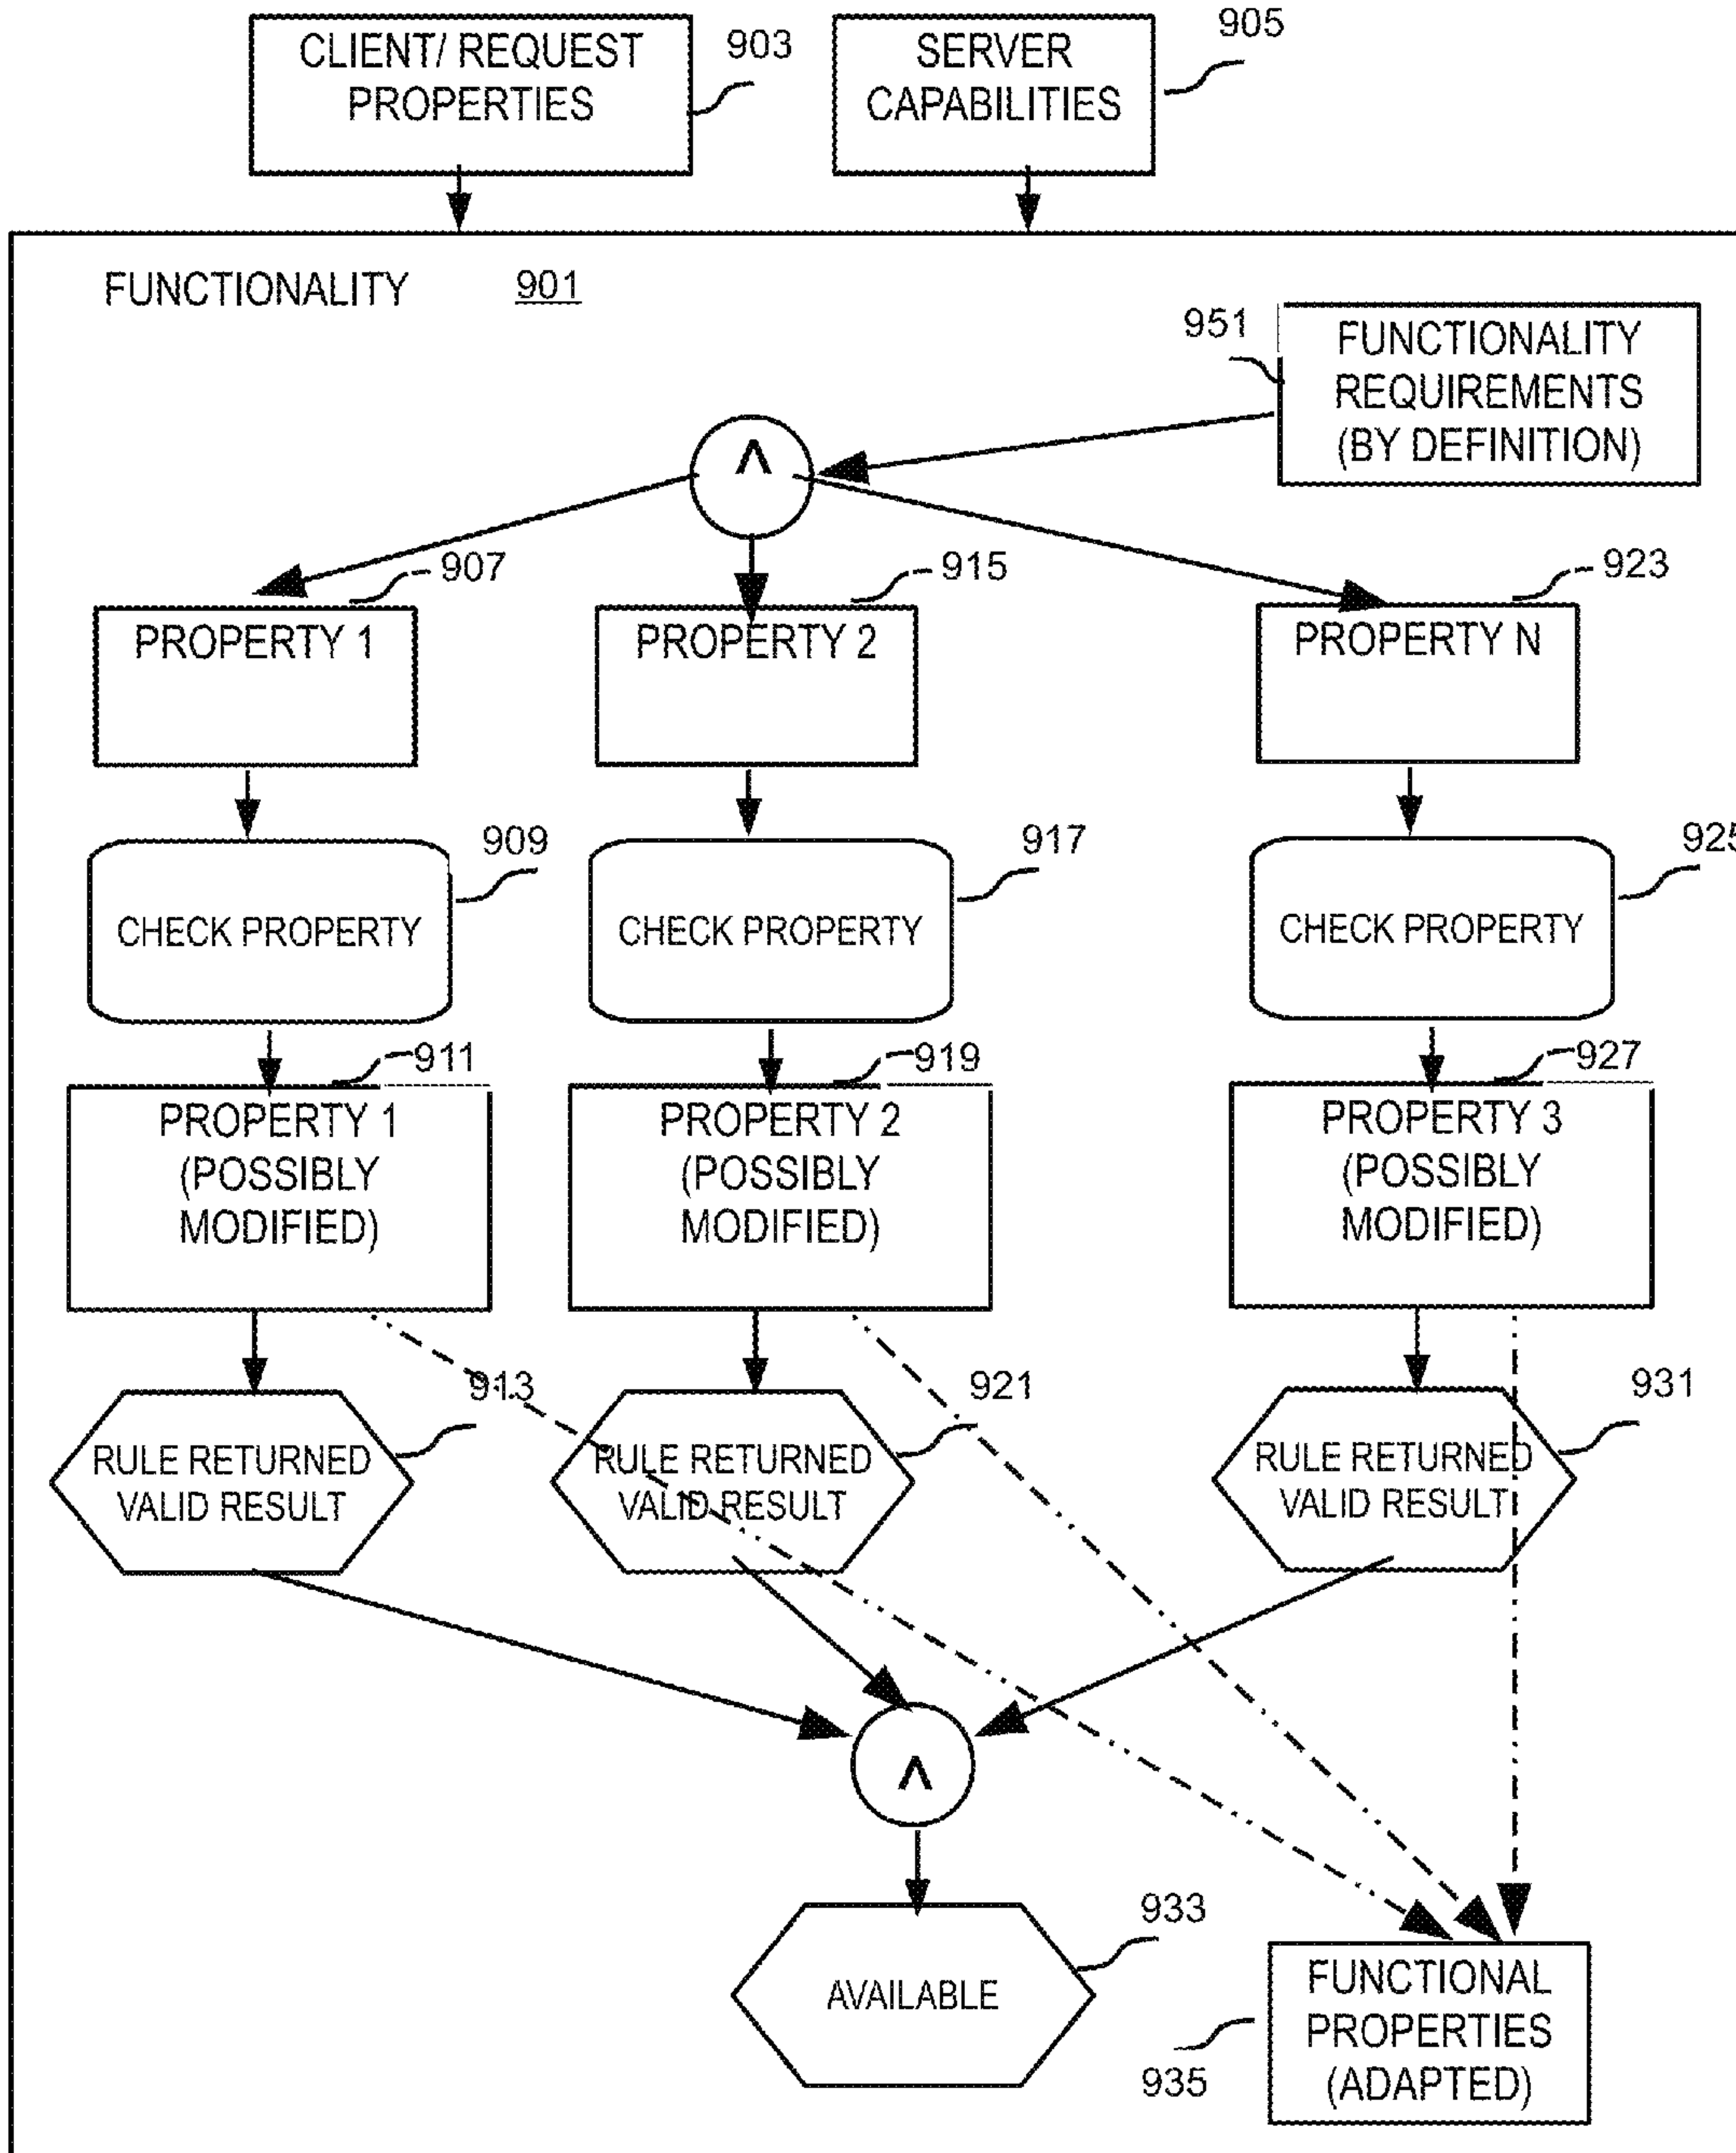 CLIENT/ REQUEST
PROPERTIES
903
SERVER
CAPABILITIES
905
FUNCTIONALITY 901
951
FUNCTIONALITY
REQUIREMENTS
(BY DEFINITION)
^
907
915
923
PROPERTY 1
PROPERTY 2
PROPERTY N
909
917
925
CHECK PROPERTY
CHECK PROPERTY
CHECK PROPERTY
911
919
927
PROPERTY 1
(POSSIBLY
MODIFIED)
PROPERTY 2
(POSSIBLY
MODIFIED)
PROPERTY 3
(POSSIBLY
MODIFIED)
913
921
931
RULE RETURNED
VALID RESULT
RULE RETURNED
VALID RESULT
RULE RETURNED
VALID RESULT
^
933
AVAILABLE
FUNCTIONAL
PROPERTIES
(ADAPTED)
935